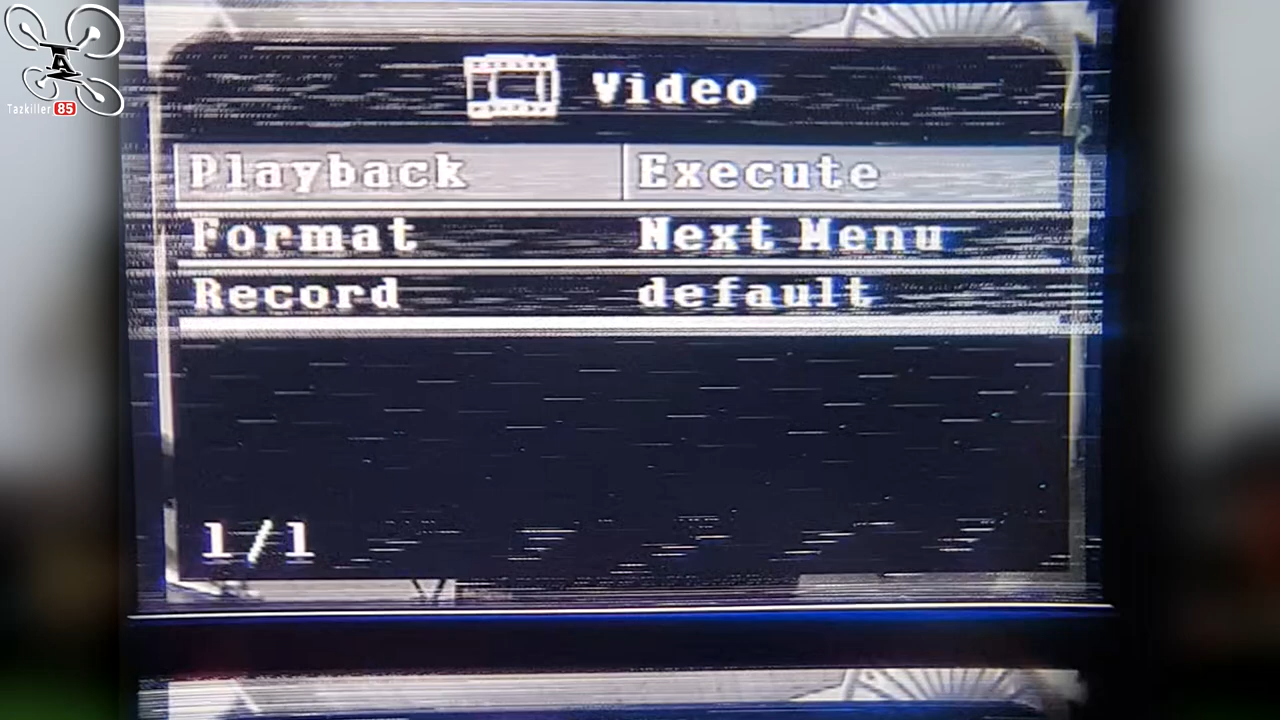 Tazkiller 85
Video
Playback Execute
Format Next Menu
Record default
1/1